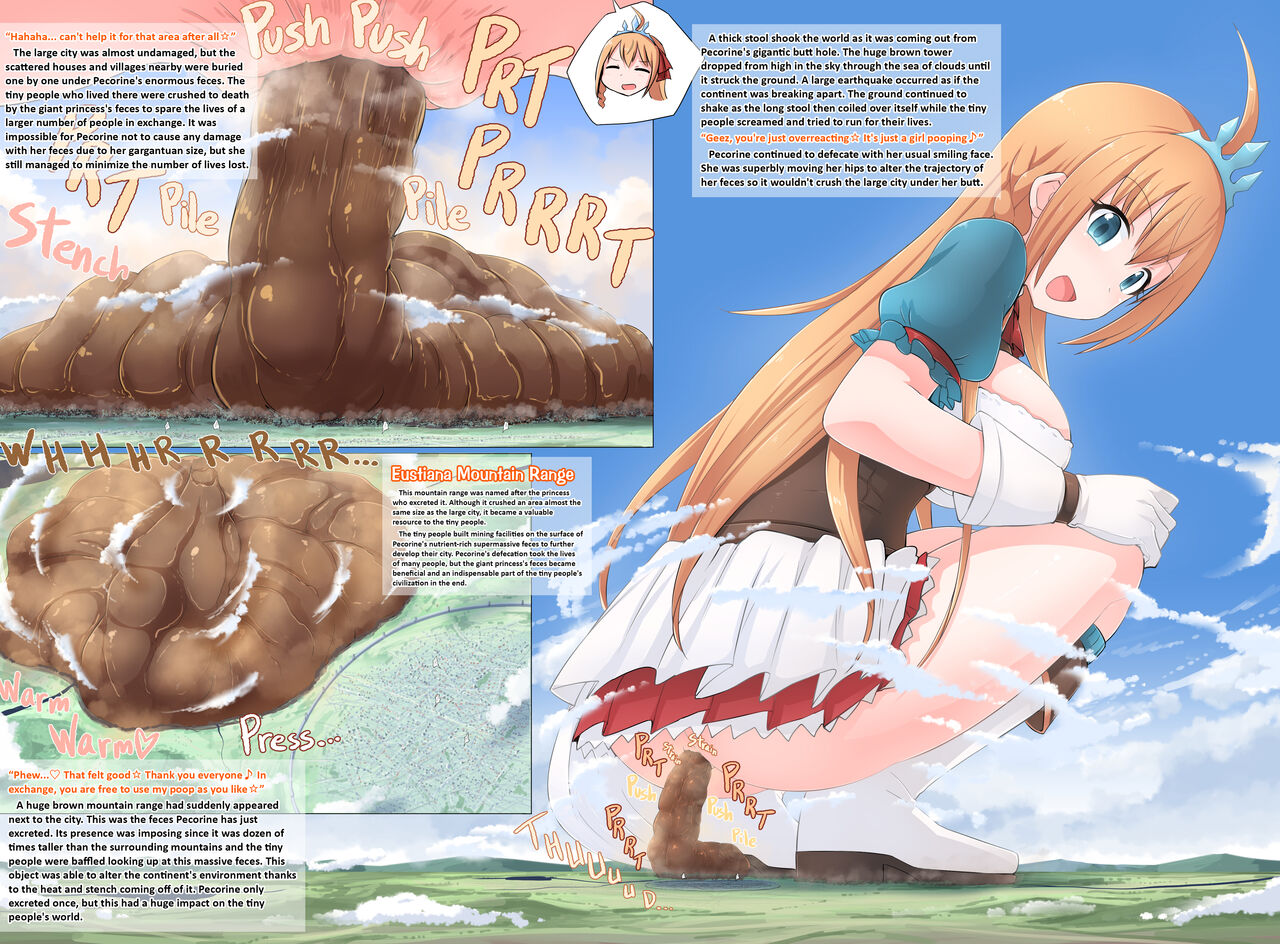 "Hahaha... can't help it for that area after all☆"
The large city was almost undamaged, but the
scattered houses and villages nearby were buried
one by one under Pecorine's enormous feces. The
tiny people who lived there were crushed to death
by the giant princess's feces to spare the lives of a
larger number of people in exchange. It was
impossible for Pecorine not to cause any damage
with her feces due to her gargantuan size, but she
still managed to minimize the number of lives lost.
Push Push
PRT
PRRRRT
PRT
Pile
Pile
Stench
A thick stool shook the world as it was coming out from
Pecorine's gigantic butt hole. The huge brown tower
dropped from high in the sky through the sea of clouds until
it struck the ground. A large earthquake occurred as if the
continent was breaking apart. The ground continued to
shake as the long stool then coiled over itself while the tiny
people screamed and tried to run for their lives.
"Geez, you're just overreacting☆ It's just a girl pooping♪"
Pecorine continued to defecate with her usual smiling face.
She was superbly moving her hips to alter the trajectory of
her feces so it wouldn't crush the large city under her butt.
WHHHRRRRRR...
Eustiana Mountain Range
This mountain range was named after the princess
who excreted it. Although it crushed an area almost the
same size as the large city, it became a valuable
resource to the tiny people.
The tiny people built mining facilities on the surface of
Pecorine's nutrient-rich supermassive feces to further
develop their city. Pecorine's defecation took the lives
of many people, but the giant princess's feces became
beneficial and an indispensable part of the tiny people's
civilization in the end.
Warm
Warm♡
Press...
"Phew...♡ That felt good☆ Thank you everyone♪ In
exchange, you are free to use my poop as you like☆"
A huge brown mountain range had suddenly appeared
next to the city. This was the feces Pecorine has just
excreted. Its presence was imposing since it was dozen of
times taller than the surrounding mountains and the tiny
people were baffled looking up at this massive feces. This
object was able to alter the continent's environment thanks
to the heat and stench coming off of it. Pecorine only
excreted once, but this had a huge impact on the tiny
people's world.
PRT
Strain
Strain
PRRT
Push
Push
Pile
PRRRT
THUUUUD...